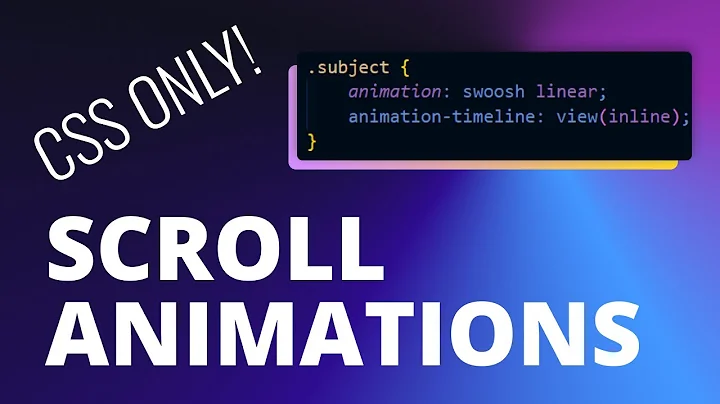 CSS ONLY!
.subject {
animation: swoosh linear;
animation-timeline: view(inline);
}
SCROLL
ANIMATIONS